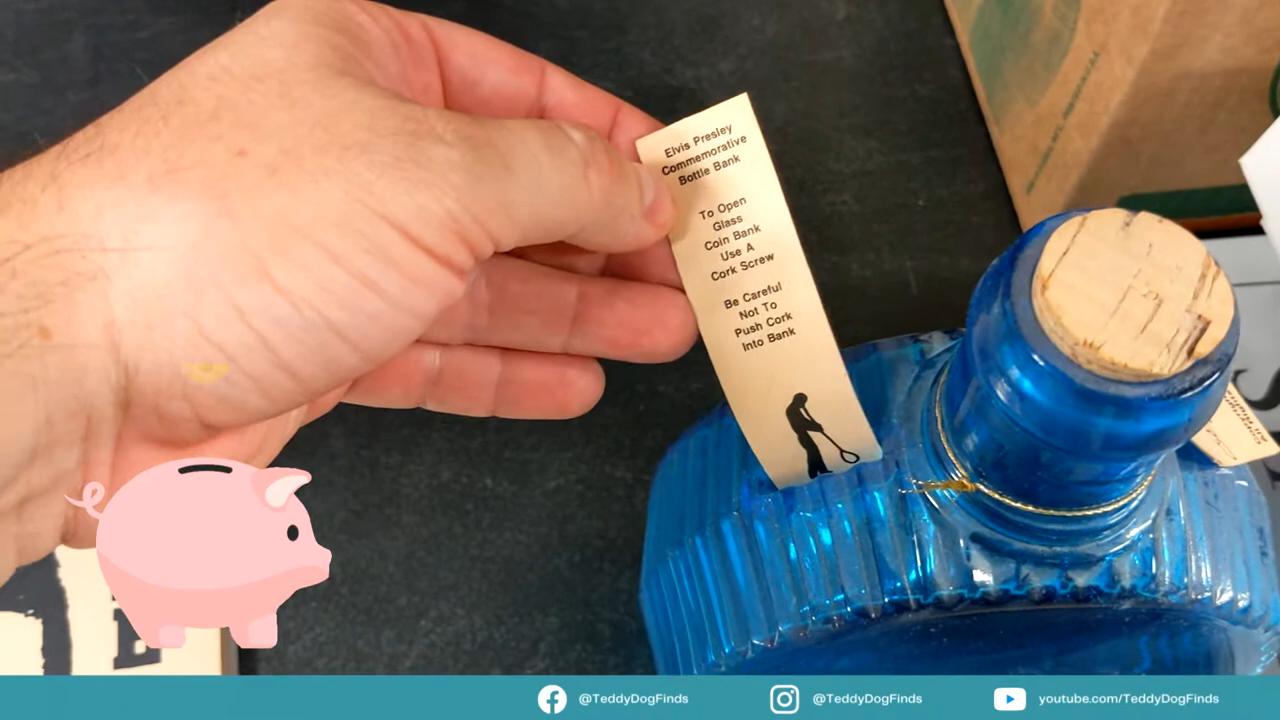 Elvis Presley
Commemorative
Bottle Bank
To Open
Glass
Coin Bank
Use A
Cork Screw
Be Careful
Not To
Push Cork
Into Bank
@TeddyDogFinds
@TeddyDogFinds
youtube.com/TeddyDogFinds